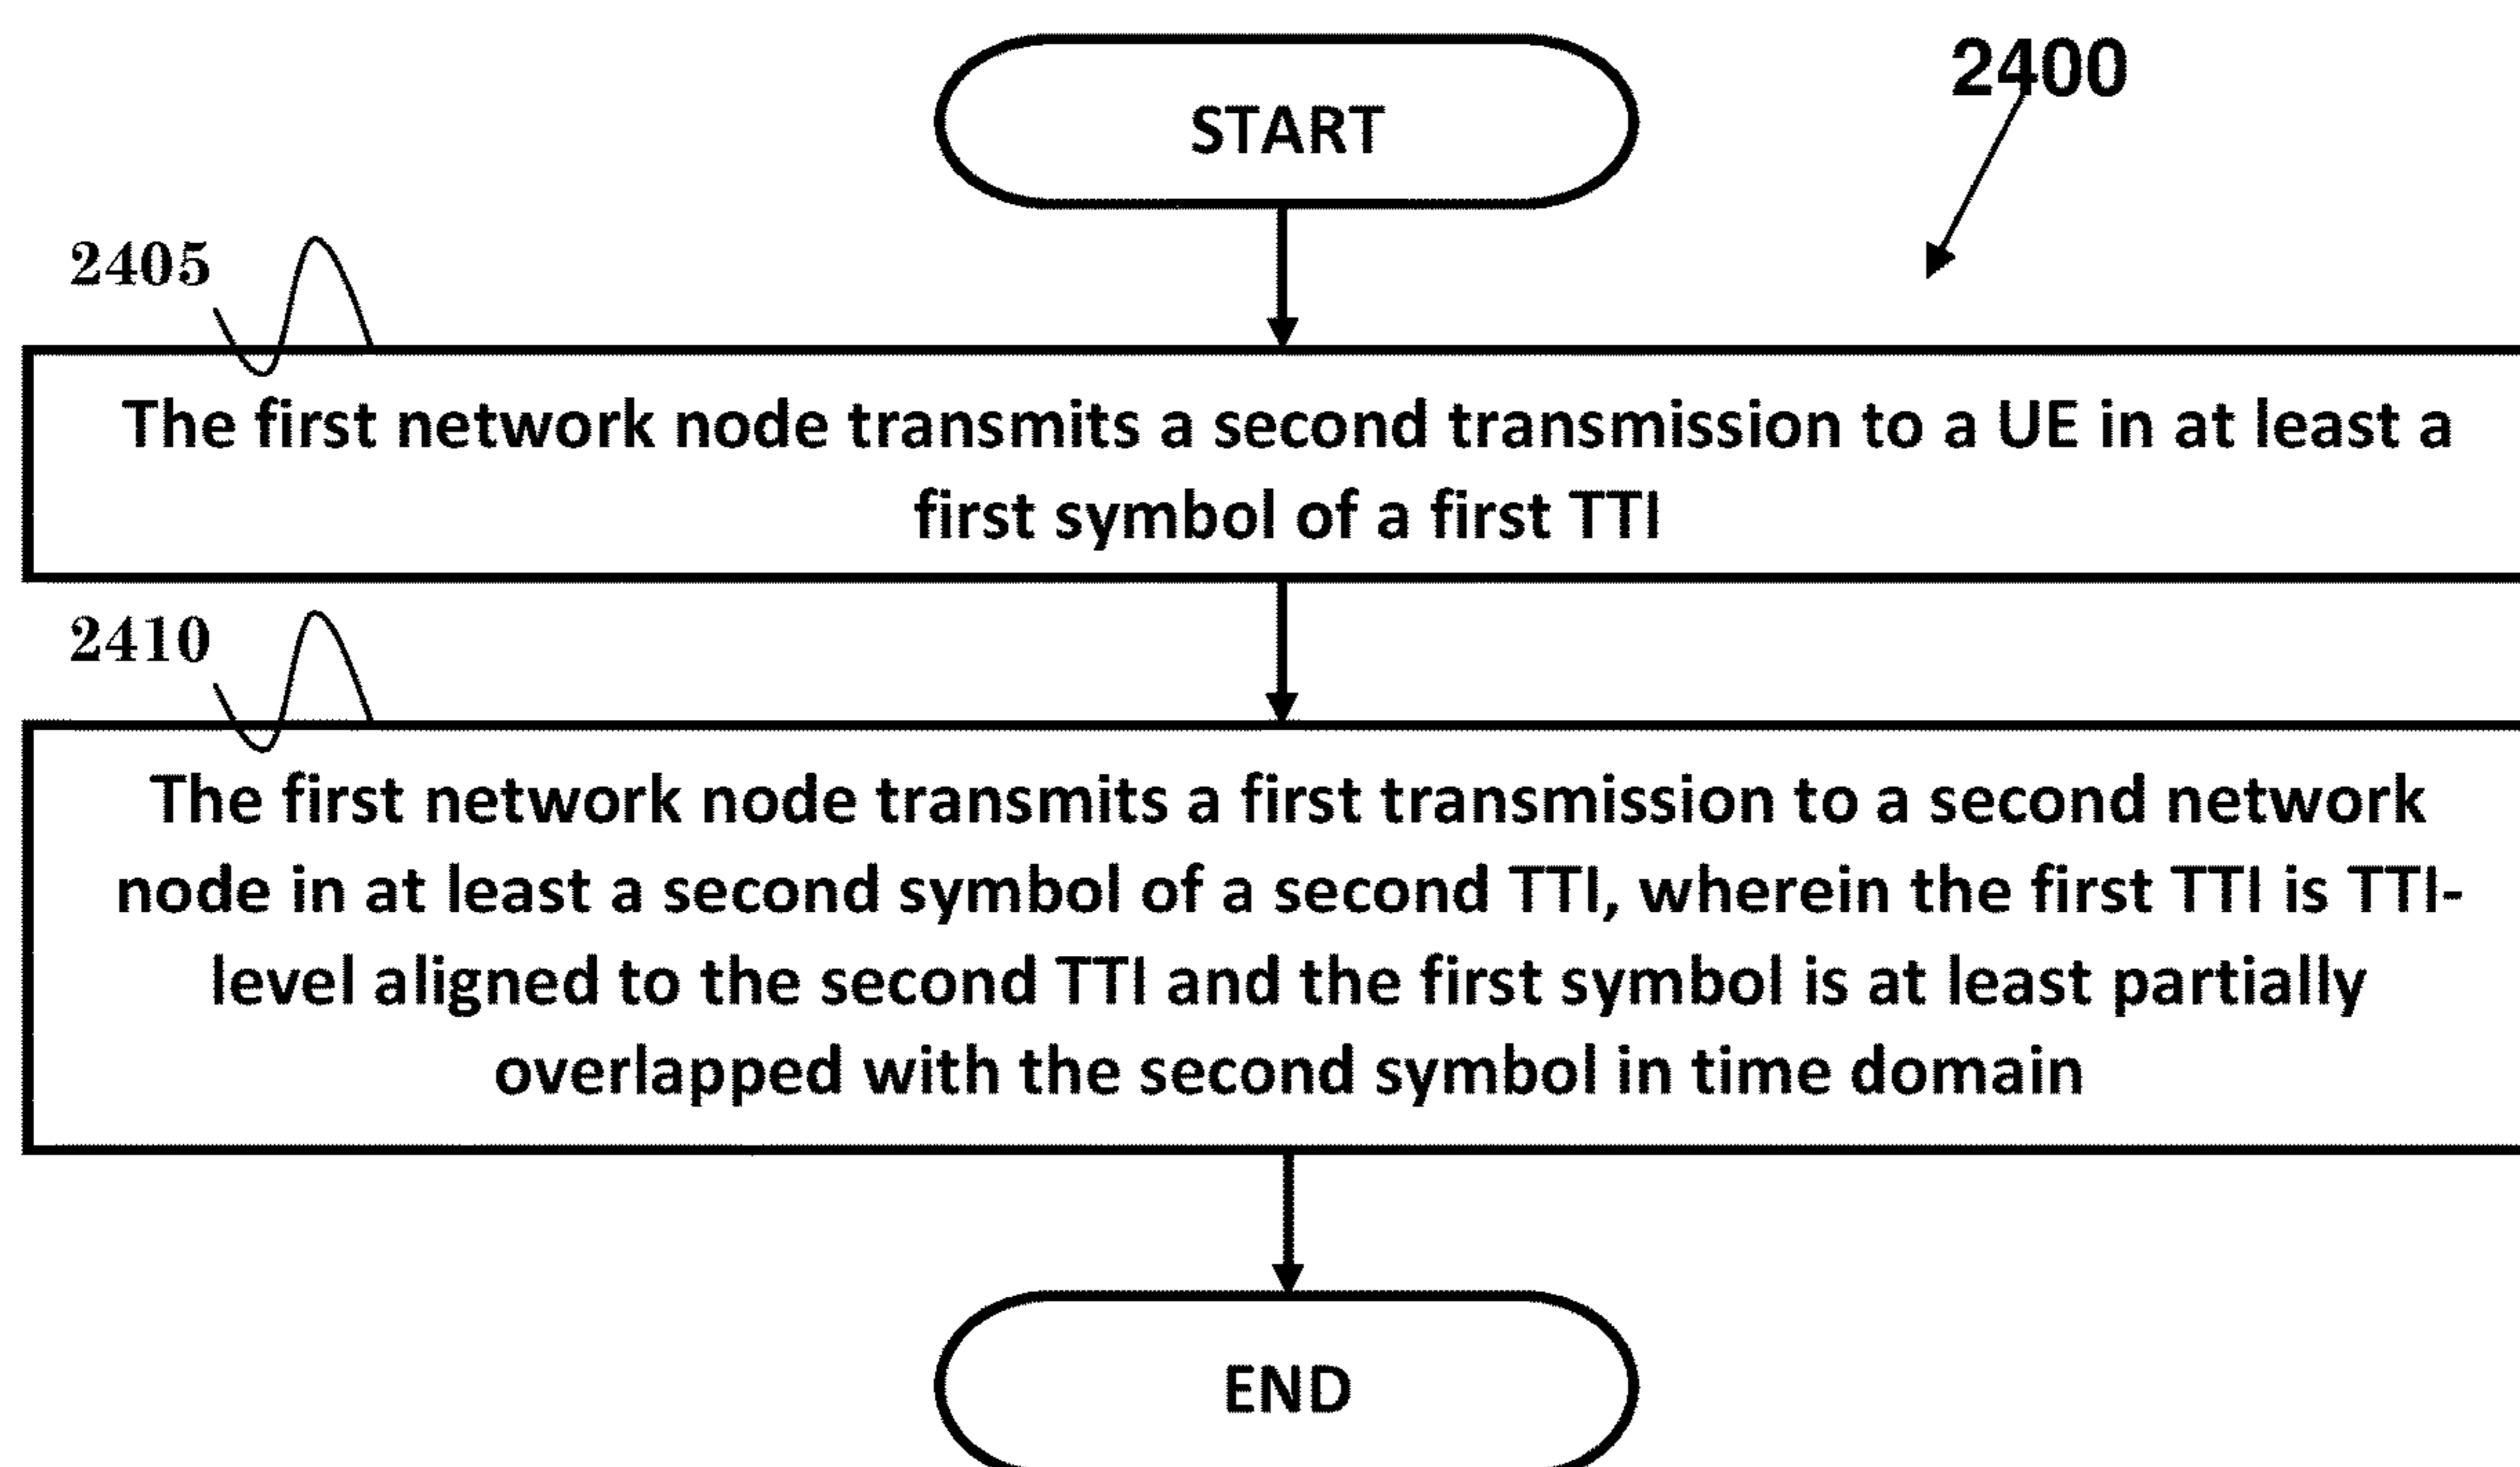 START
2400
2405
The first network node transmits a second transmission to a UE in at least a
first symbol of a first TTI
2410
The first network node transmits a first transmission to a second network
node in at least a second symbol of a second TTI, wherein the first TTI is TTI-
level aligned to the second TTI and the first symbol is at least partially
overlapped with the second symbol in time domain
END